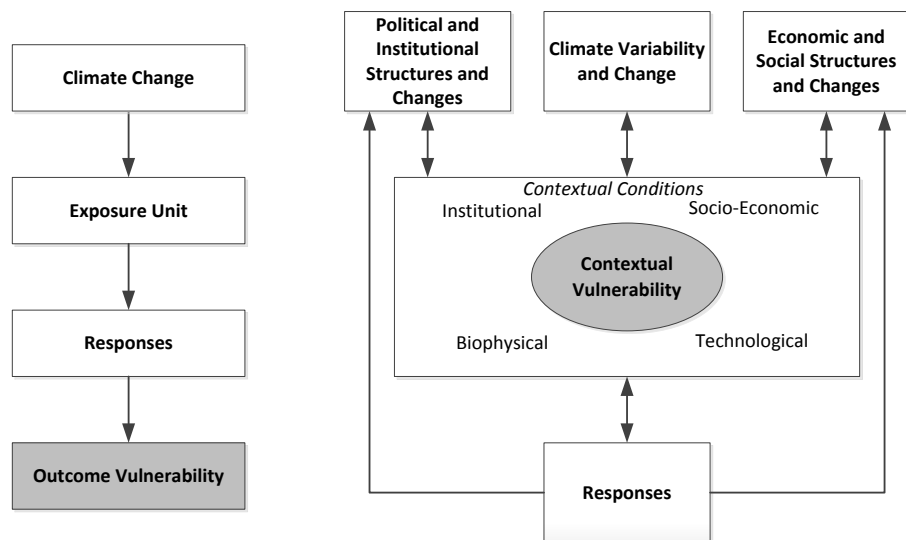 Climate Change
Exposure Unit
Responses
Outcome Vulnerability
Political and
Institutional
Structures and
Changes
Climate Variability
and Change
Economic and
Social Structures
and Changes
Contextual Conditions
Institutional
Socio-Economic
Contextual
Vulnerability
Biophysical
Technological
Responses